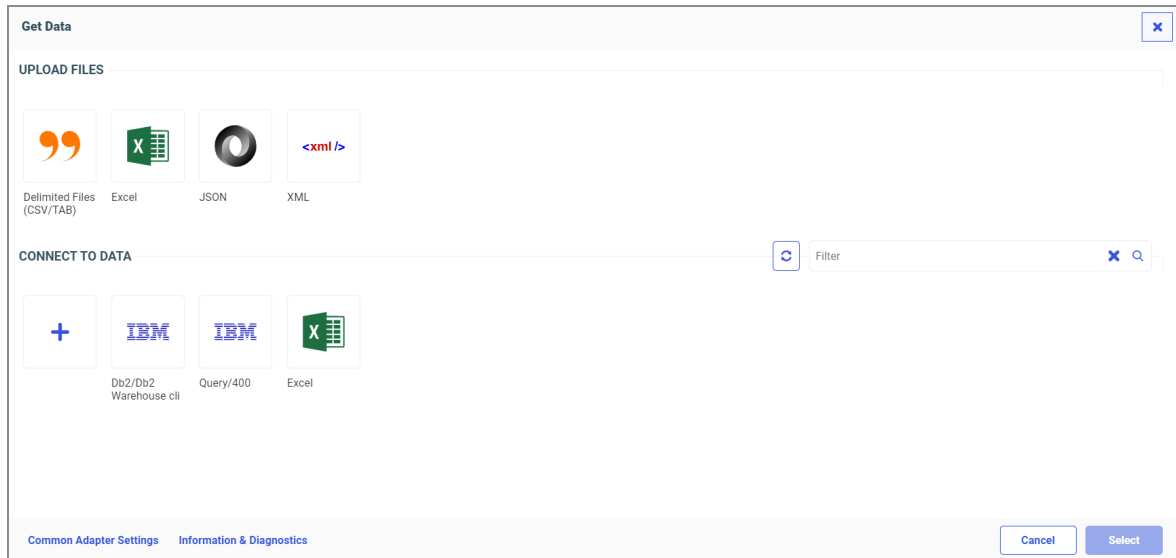 Get Data
UPLOAD FILES
<xml />
Delimited Files
(CSV/TAB)
Excel
JSON
XML
CONNECT TO DATA
Filter
IBM
IBM
Db2/Db2
Warehouse cli
Query/400
Excel
Common Adapter Settings
Information & Diagnostics
Cancel
Select